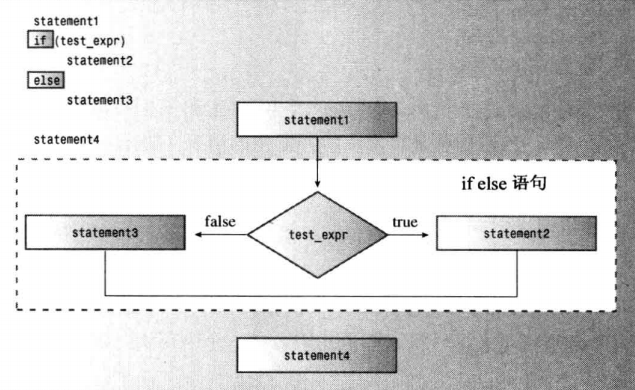 statement1
if (test_expr)
statement2
else
statement3
statement4
statement1
if else 语句
false
true
statement3
test_expr
statement2
statement4